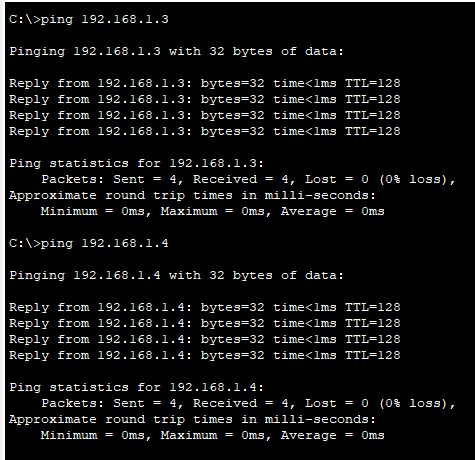 C:\>ping 192.168.1.3
Pinging 192.168.1.3 with 32 bytes of data:
Reply from 192.168.1.3: bytes=32 time<1ms TTL=128
Reply from 192.168.1.3: bytes=32 time<1ms TTL=128
Reply from 192.168.1.3: bytes=32 time<1ms TTL=128
Reply from 192.168.1.3: bytes=32 time<1ms TTL=128
Ping statistics for 192.168.1.3:
    Packets: Sent = 4, Received = 4, Lost = 0 (0% loss),
Approximate round trip times in milli-seconds:
    Minimum = 0ms, Maximum = 0ms, Average = 0ms
C:\>ping 192.168.1.4
Pinging 192.168.1.4 with 32 bytes of data:
Reply from 192.168.1.4: bytes=32 time<1ms TTL=128
Reply from 192.168.1.4: bytes=32 time<1ms TTL=128
Reply from 192.168.1.4: bytes=32 time<1ms TTL=128
Reply from 192.168.1.4: bytes=32 time<1ms TTL=128
Ping statistics for 192.168.1.4:
    Packets: Sent = 4, Received = 4, Lost = 0 (0% loss),
Approximate round trip times in milli-seconds:
    Minimum = 0ms, Maximum = 0ms, Average = 0ms